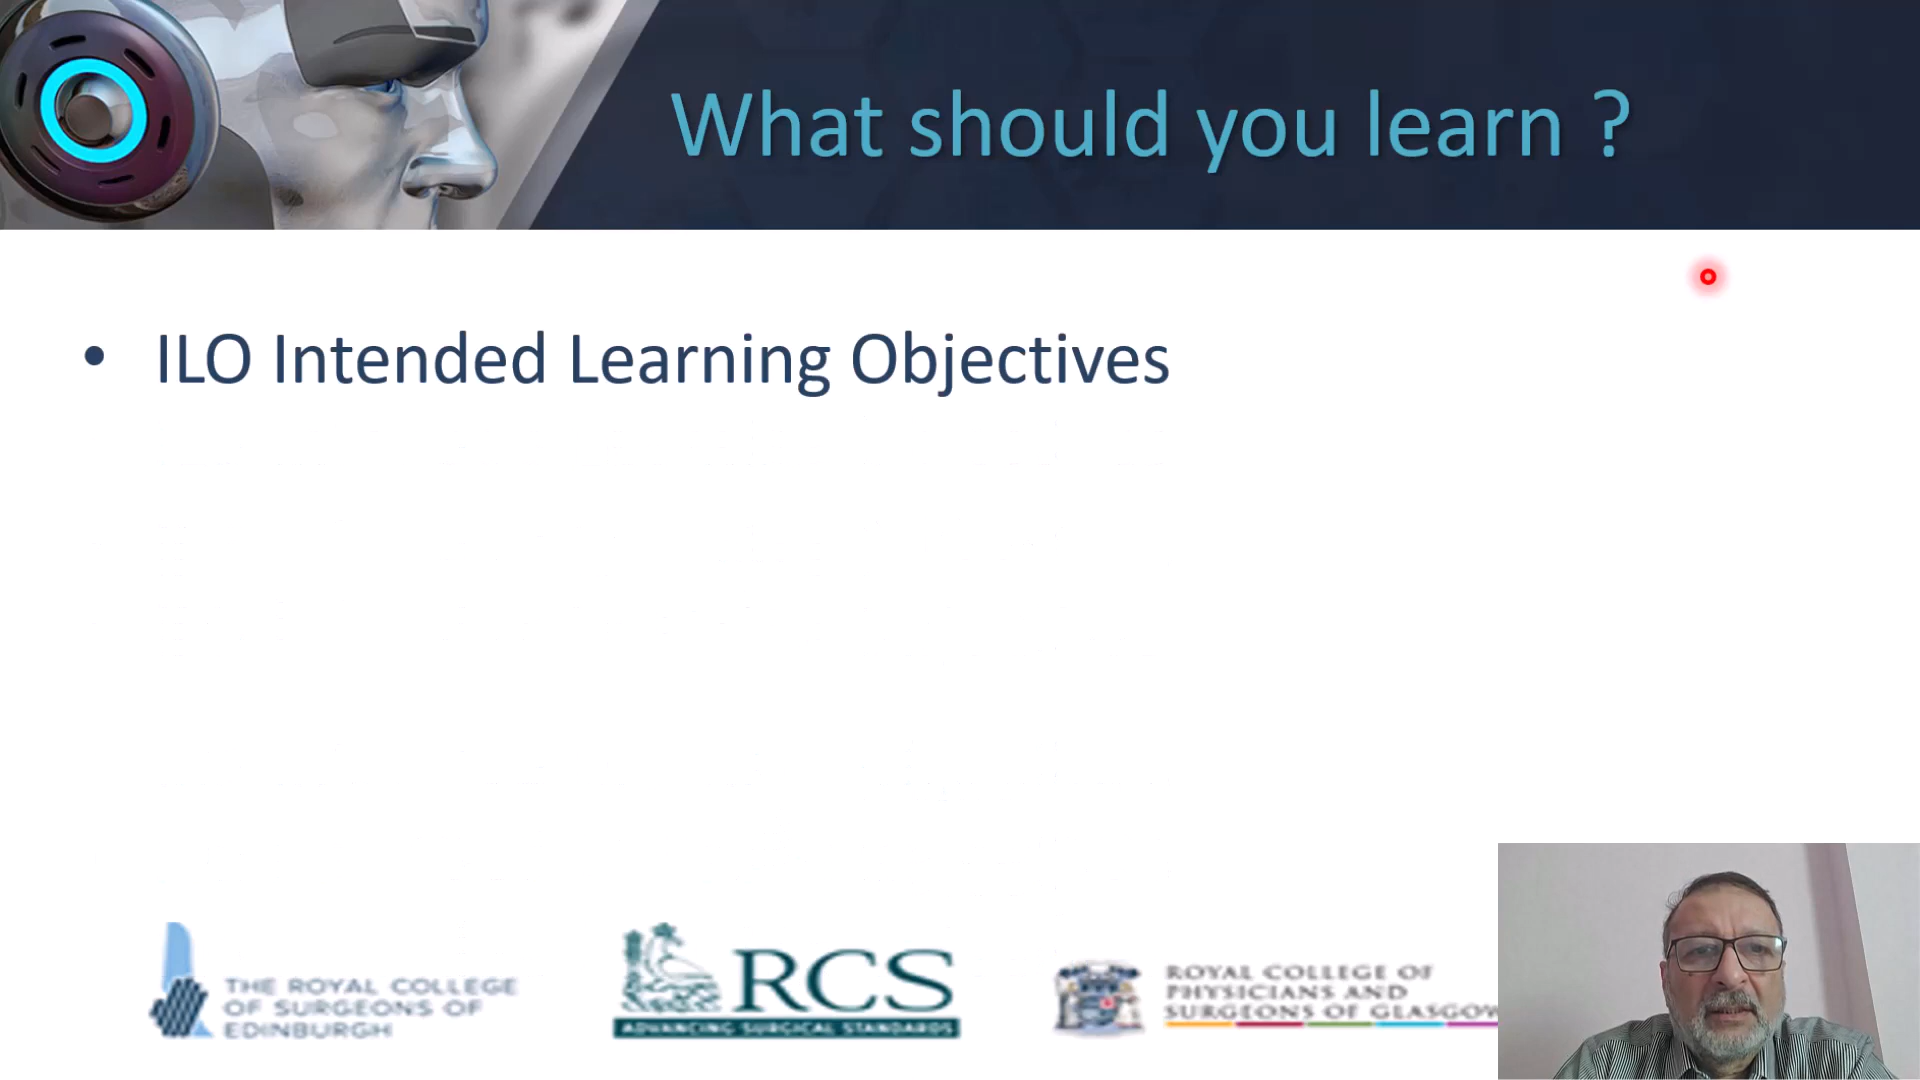 What should you learn ?
• ILO Intended Learning Objectives
THE ROYAL COLLEGE
OF SURGEONS OF
EDINBURGH
RCS
ADVANCING SURGICAL STANDARDS
ROYAL COLLEGE OF
PHYSICIANS AND
SURGEONS OF GLASGOW